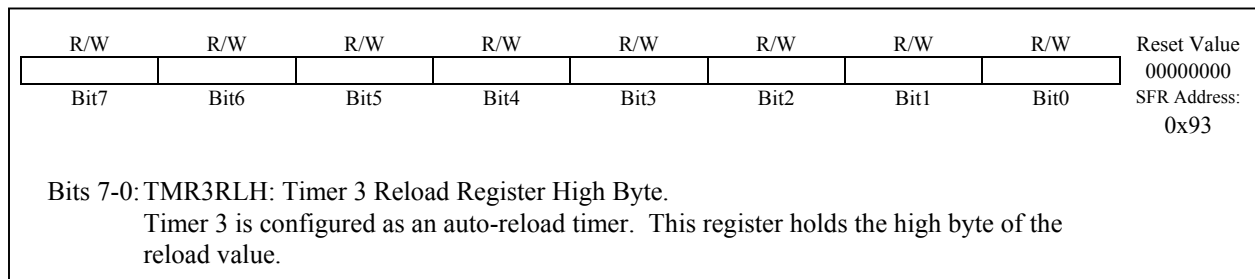 R/W R/W R/W R/W R/W R/W R/W R/W Reset Value
00000000
Bit7 Bit6 Bit5 Bit4 Bit3 Bit2 Bit1 Bit0 SFR Address:
0x93
Bits 7-0: TMR3RLH: Timer 3 Reload Register High Byte.
Timer 3 is configured as an auto-reload timer. This register holds the high byte of the
reload value.